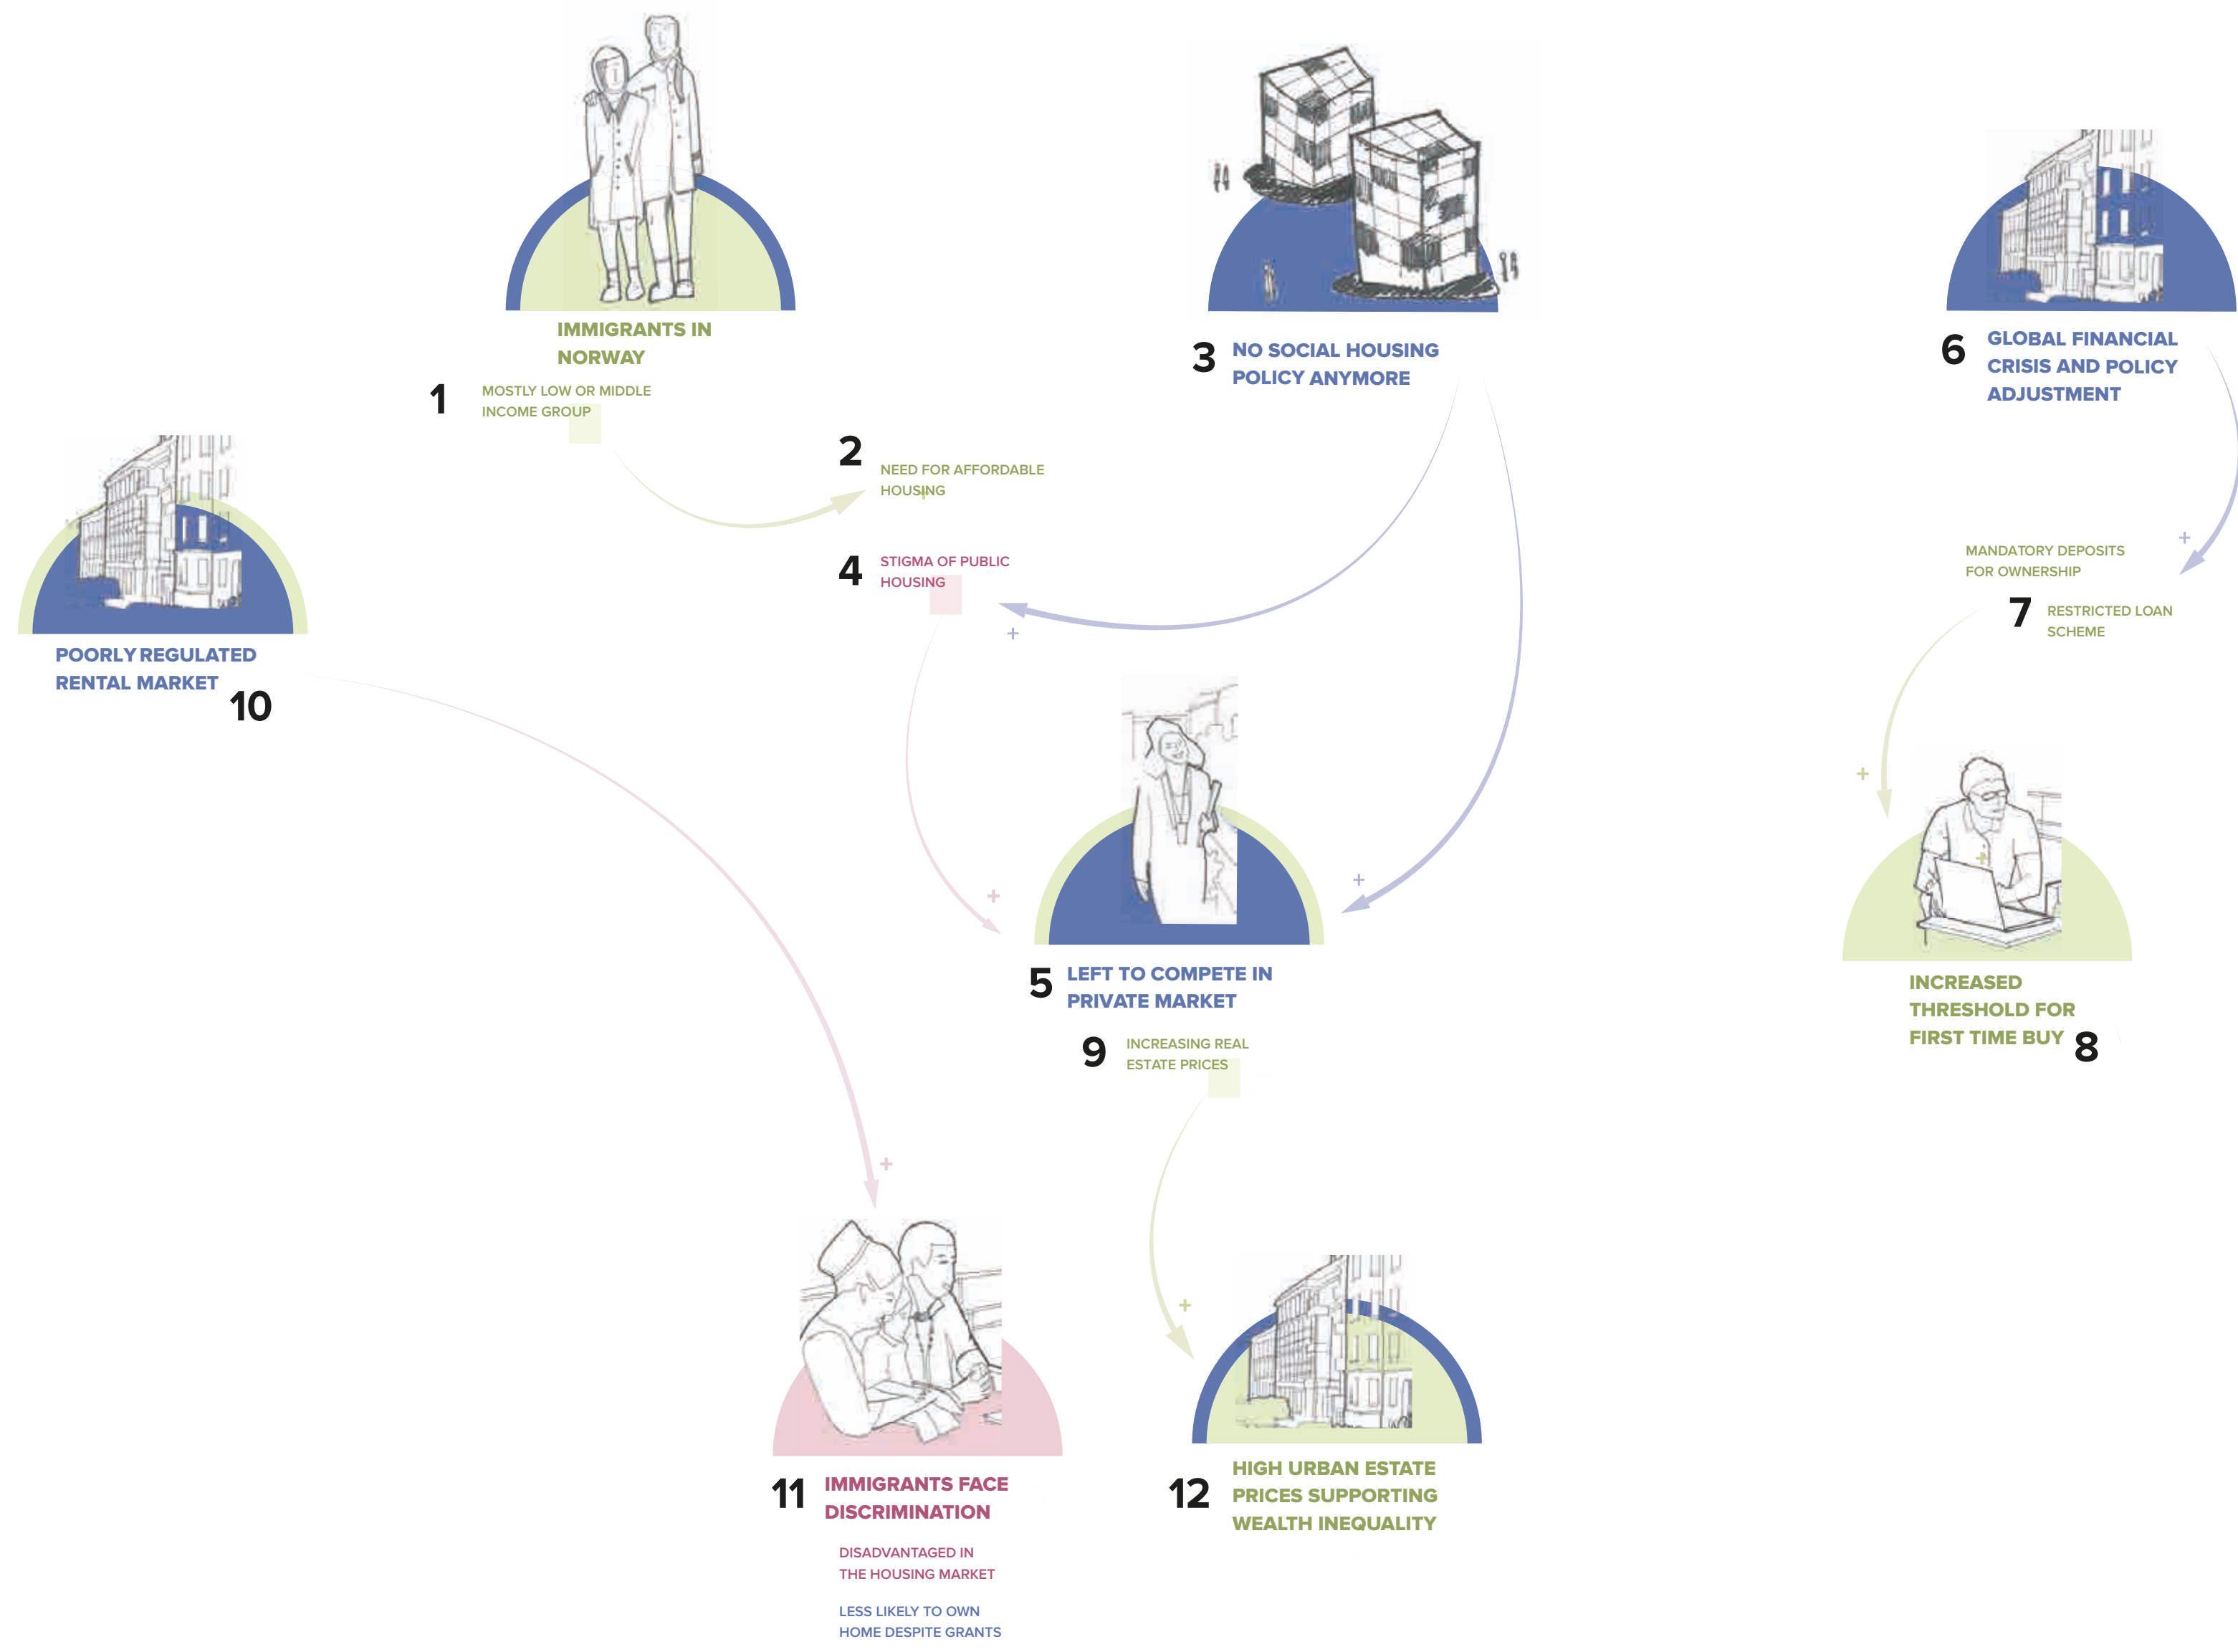 IMMIGRANTS IN
NORWAY
1
MOSTLY LOW OR MIDDLE
INCOME GROUP
2
NEED FOR AFFORDABLE
HOUSING
+
3
NO SOCIAL HOUSING
POLICY ANYMORE
4
STIGMA OF PUBLIC
HOUSING
+
+
5
LEFT TO COMPETE IN
PRIVATE MARKET
+
6
GLOBAL FINANCIAL
CRISIS AND POLICY
ADJUSTMENT
+
MANDATORY DEPOSITS
FOR OWNERSHIP
7
RESTRICTED LOAN
SCHEME
+
+
INCREASED
THRESHOLD FOR
FIRST TIME BUY
8
9
INCREASING REAL
ESTATE PRICES
POORLY REGULATED
RENTAL MARKET
10
+
11
IMMIGRANTS FACE
DISCRIMINATION
DISADVANTAGED IN
THE HOUSING MARKET
LESS LIKELY TO OWN
HOME DESPITE GRANTS
+
12
HIGH URBAN ESTATE
PRICES SUPPORTING
WEALTH INEQUALITY